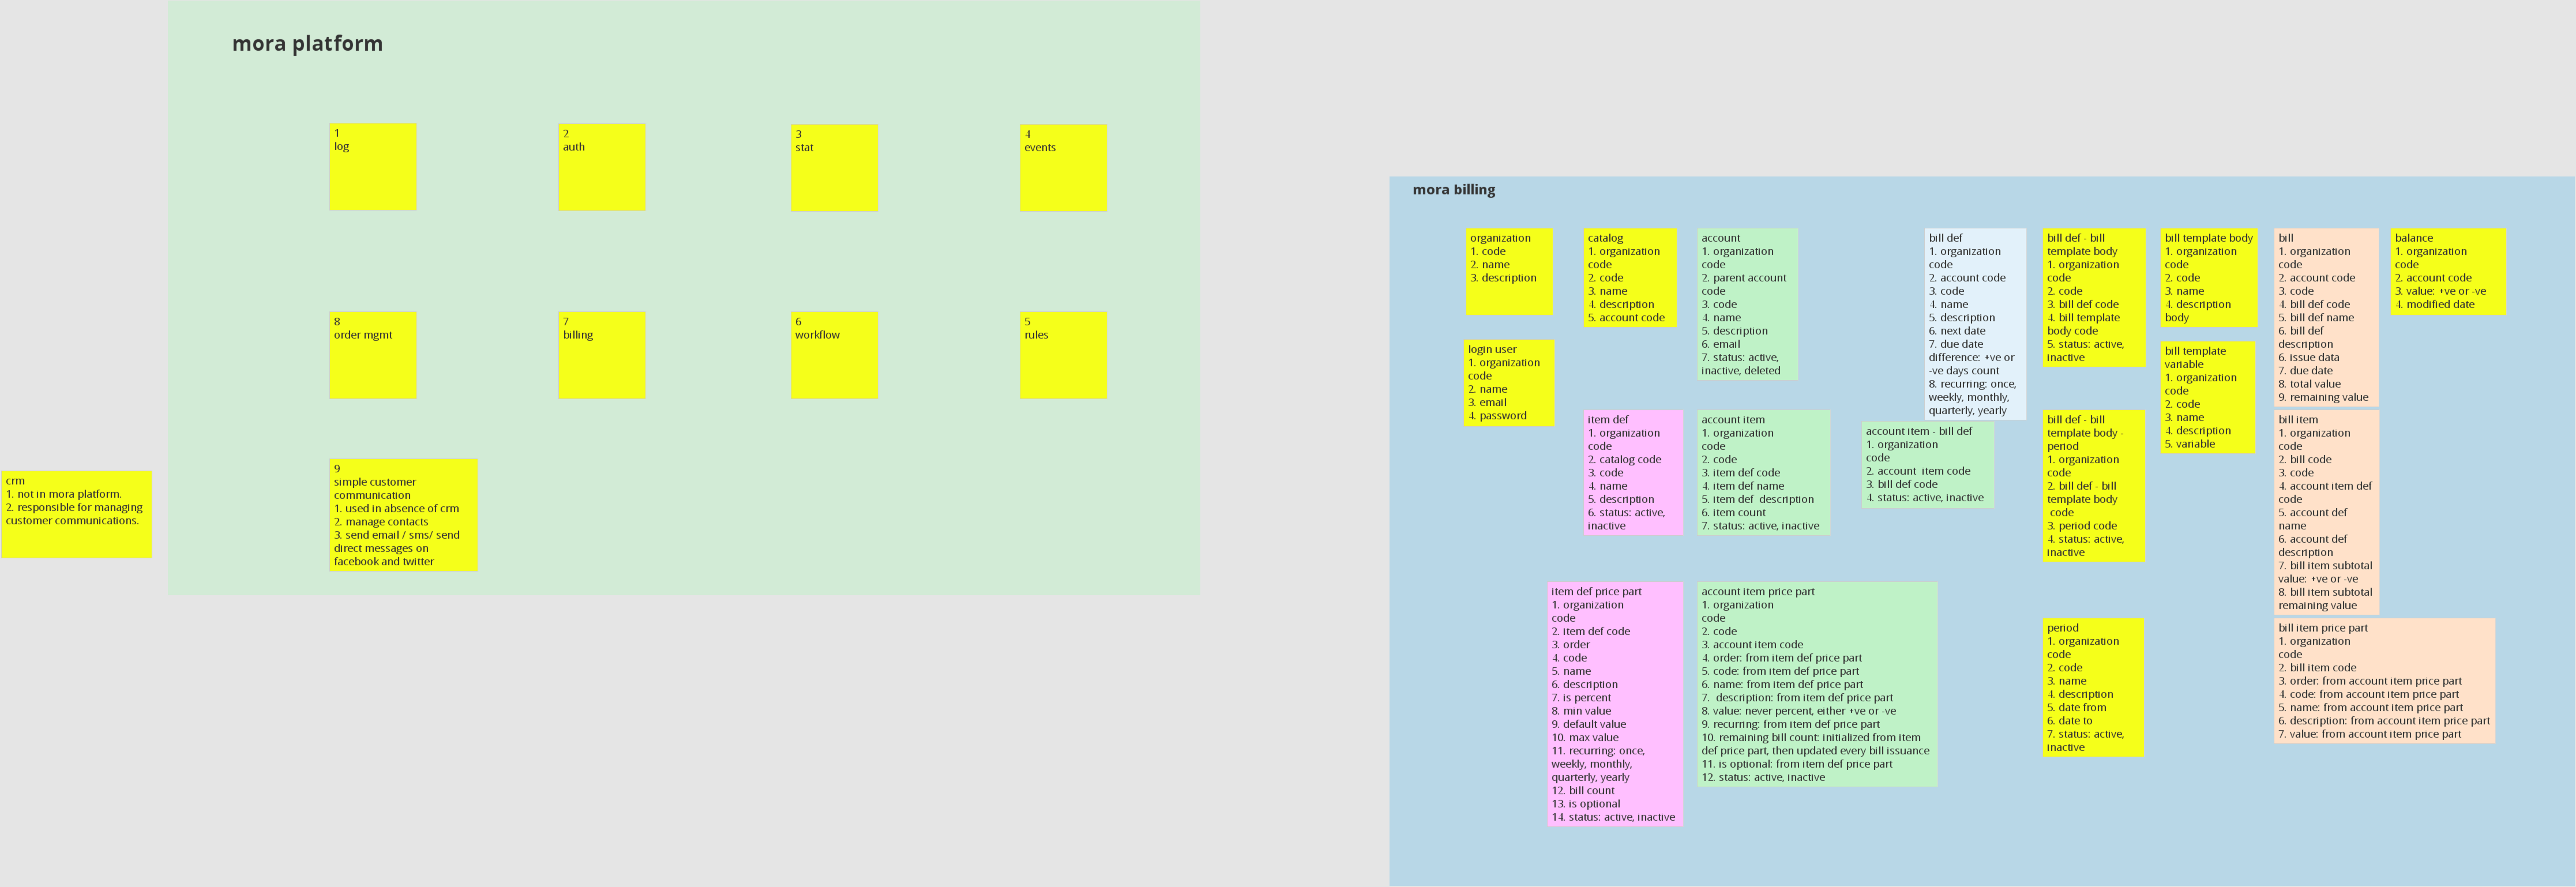 mora platform
1
log
2
auth
3
stat
4
events
8
order mgmt
7
billing
6
workflow
5
rules
crm
1. not in mora platform.
2. responsible for managing
customer communications.
9
simple customer
communication
1. used in absence of crm
2. manage contacts
3. send email / sms/ send
direct messages on
facebook and twitter
mora billing
organization
1. code
2. name
3. description
catalog
1. organization
code
2. code
3. name
4. description
5. account code
account
1. organization
code
2. parent account
code
3. code
4. name
5. description
6. email
7. status: active,
inactive, deleted
bill def
1. organization
code
2. account code
3. code
4. name
5. description
6. next date
7. due date
difference: +ve or
-ve days count
8. recurring: once,
weekly, monthly,
quarterly, yearly
bill def - bill
template body
1. organization
code
2. code
3. bill def code
4. bill template
body code
5. status: active,
inactive
bill template body
1. organization
code
2. code
3. name
4. description
body
bill
1. organization
code
2. account code
3. code
4. bill def code
5. bill def name
6. bill def
description
6. issue data
7. due date
8. total value
9. remaining value
balance
1. organization
code
2. account code
3. value: +ve or -ve
4. modified date
login user
1. organization
code
2. name
3. email
4. password
bill template
variable
1. organization
code
2. code
3. name
4. description
5. variable
item def
1. organization
code
2. catalog code
3. code
4. name
5. description
6. status: active,
inactive
account item
1. organization
code
2. code
3. item def code
4. item def name
5. item def  description
6. item count
7. status: active, inactive
account item - bill def
1. organization
code
2. account  item code
3. bill def code
4. status: active, inactive
bill def - bill
template body -
period
1. organization
code
2. bill def - bill
template body
code
3. period code
4. status: active,
inactive
bill item
1. organization
code
2. bill code
3. code
4. account item def
code
5. account def
name
6. account def
description
7. bill item subtotal
value: +ve or -ve
8. bill item subtotal
remaining value
item def price part
1. organization
code
2. item def code
3. order
4. code
5. name
6. description
7. is percent
8. min value
9. default value
10. max value
11. recurring: once,
weekly, monthly,
quarterly, yearly
12. bill count
13. is optional
14. status: active, inactive
account item price part
1. organization
code
2. code
3. account item code
4. order: from item def price part
5. code: from item def price part
6. name: from item def price part
7.  description: from item def price part
8. value: never percent, either +ve or -ve
9. recurring: from item def price part
10. remaining bill count: initialized from item
def price part, then updated every bill issuance
11. is optional: from item def price part
12. status: active, inactive
period
1. organization
code
2. code
3. name
4. description
5. date from
6. date to
7. status: active,
inactive
bill item price part
1. organization
code
2. bill item code
3. order: from account item price part
4. code: from account item price part
5. name: from account item price part
6. description: from account item price part
7. value: from account item price part